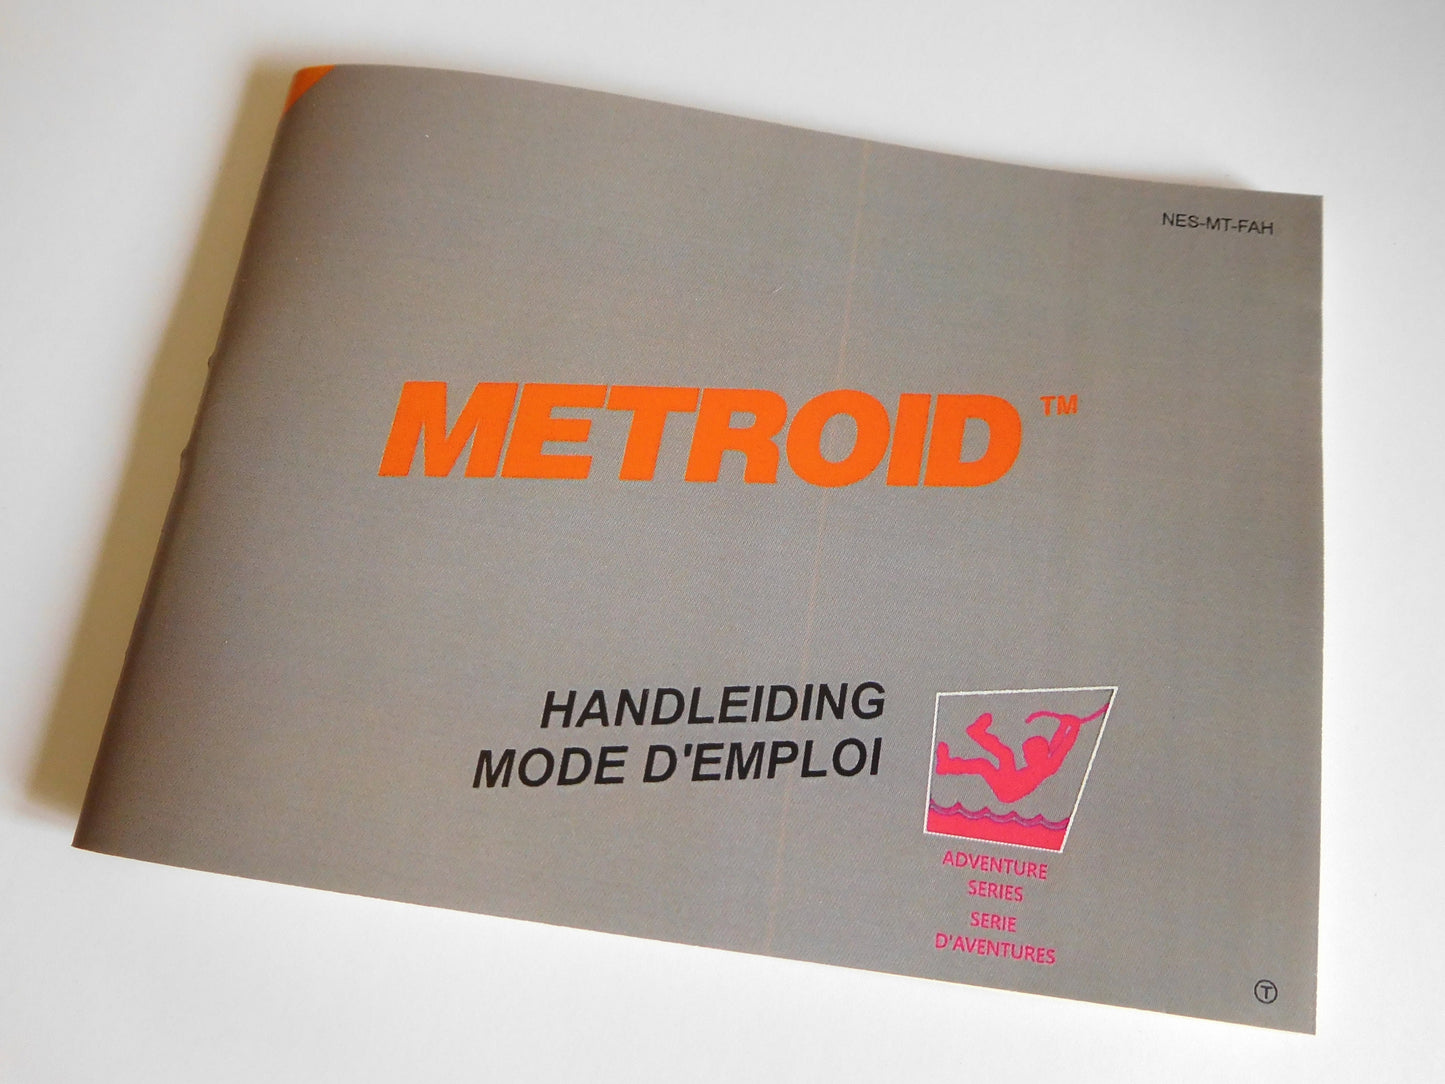 NES-MT-FAH
METROID™
HANDLEIDING
MODE D'EMPLOI
ADVENTURE
SERIES
SERIE
D'AVENTURES
T